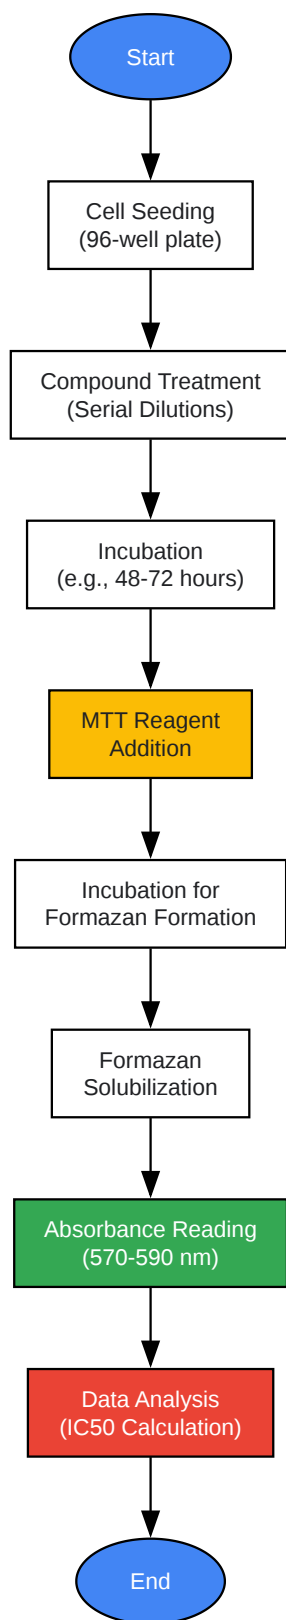 Start
Cell Seeding
(96-well plate)
Compound Treatment
(Serial Dilutions)
Incubation
(e.g., 48-72 hours)
MTT Reagent
Addition
Incubation for
Formazan Formation
Formazan
Solubilization
Absorbance Reading
(570-590 nm)
Data Analysis
(IC50 Calculation)
End